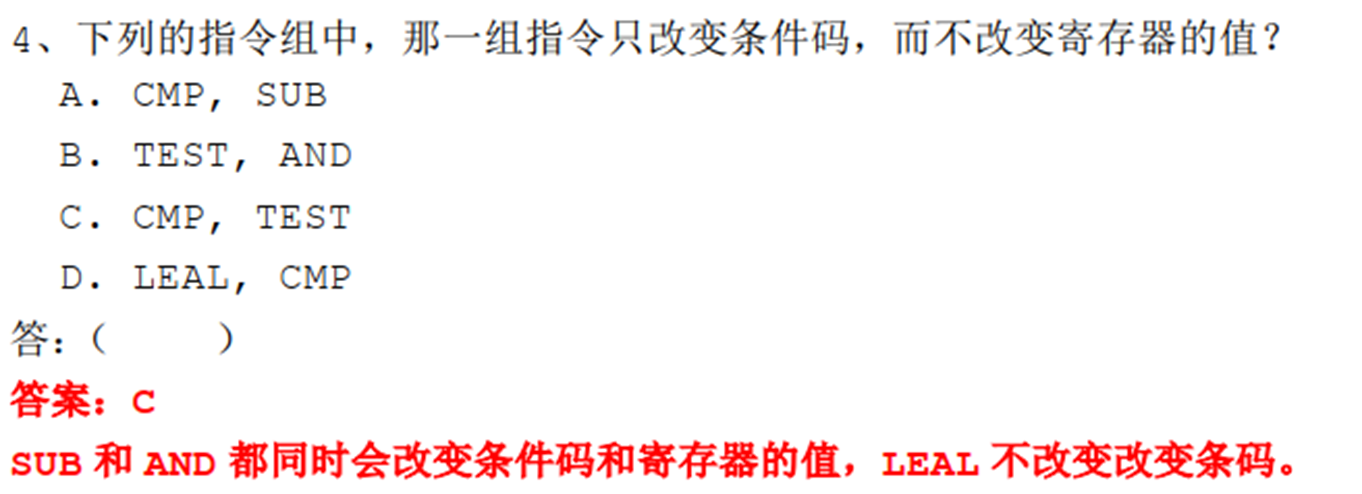 4、下列的指令组中，那一组指令只改变条件码，而不改变寄存器的值？
A. CMP, SUB
B. TEST, AND
C. CMP, TEST
D. LEAL, CMP
答：（ ）
答案：C
SUB 和 AND 都同时会改变条件码和寄存器的值，LEAL 不改变改变条码。